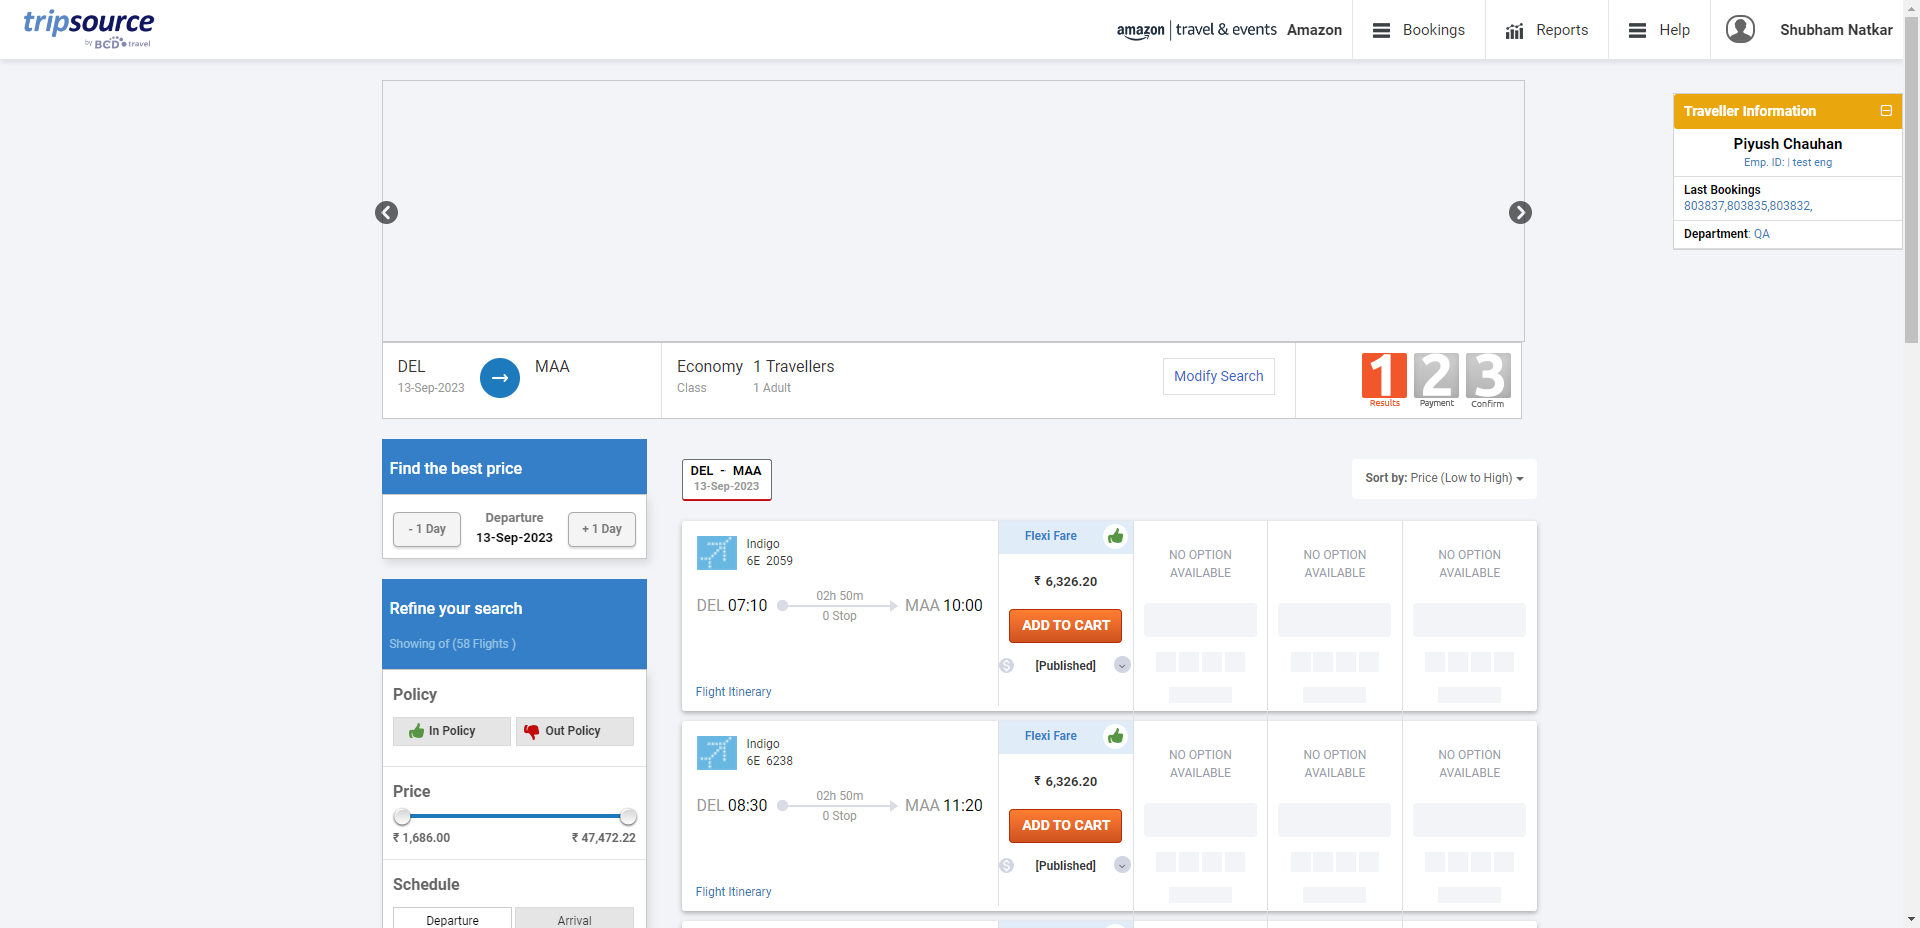 tripsource
by BCD travel
amazon | travel & events Amazon
Bookings
Reports
Help
Shubham Natkar
Traveller Information
Piyush Chauhan
Emp. ID: | test eng
Last Bookings
803837,803835,803832,
Department: QA
DEL
13-Sep-2023
MAA
Economy
Class
1 Travellers
1 Adult
Modify Search
1 2 3
Results Payment Confirm
Find the best price
- 1 Day
Departure
13-Sep-2023
+ 1 Day
Refine your search
Showing of (58 Flights )
Policy
In Policy
Out Policy
Price
₹ 1,686.00
₹ 47,472.22
Schedule
Departure
Arrival
DEL - MAA
13-Sep-2023
Sort by: Price (Low to High)
Indigo
6E 2059
DEL 07:10
02h 50m
0 Stop
MAA 10:00
Flight Itinerary
Flexi Fare
₹ 6,326.20
ADD TO CART
[Published]
NO OPTION
AVAILABLE
NO OPTION
AVAILABLE
NO OPTION
AVAILABLE
Indigo
6E 6238
DEL 08:30
02h 50m
0 Stop
MAA 11:20
Flight Itinerary
Flexi Fare
₹ 6,326.20
ADD TO CART
[Published]
NO OPTION
AVAILABLE
NO OPTION
AVAILABLE
NO OPTION
AVAILABLE